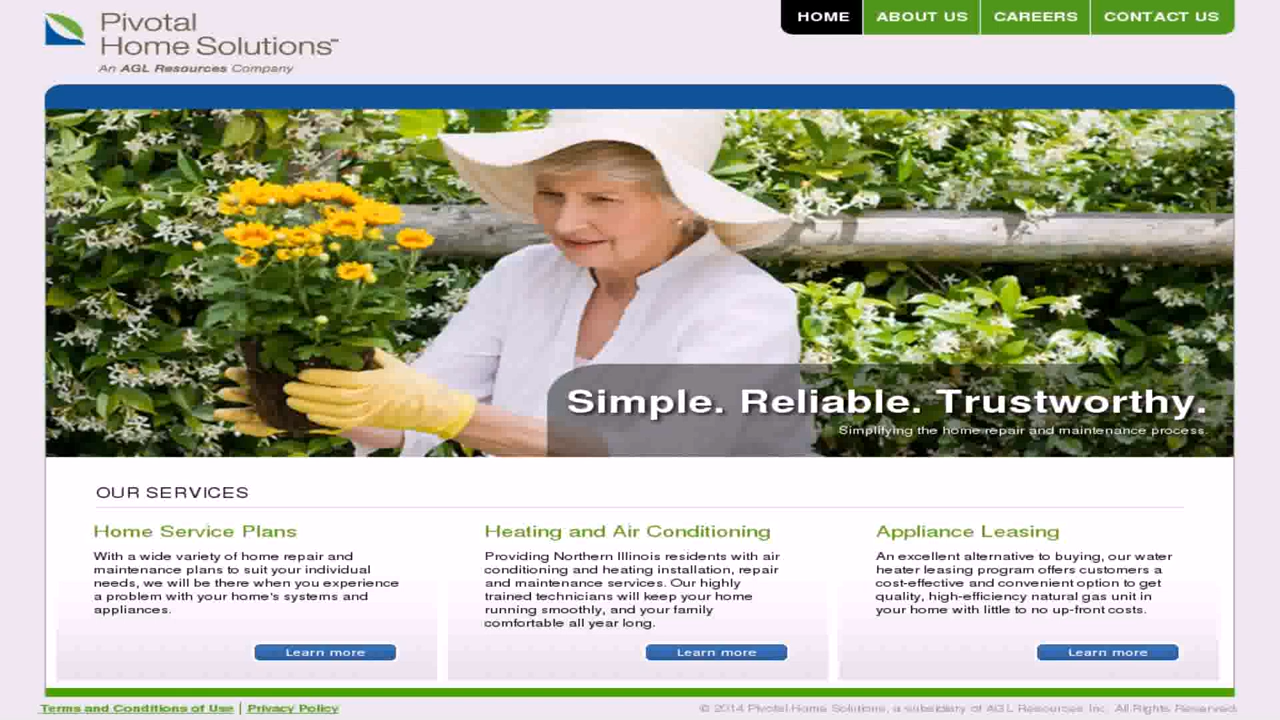 Pivotal
Home Solutions™
An AGL Resources Company
HOME
ABOUT US
CAREERS
CONTACT US
Simple. Reliable. Trustworthy.
Simplifying the home repair and maintenance process.
OUR SERVICES
Home Service Plans
With a wide variety of home repair and
maintenance plans to suit your individual
needs, we will be there when you experience
a problem with your home's systems and
appliances.
Learn more
Heating and Air Conditioning
Providing Northern Illinois residents with air
conditioning and heating installation, repair
and maintenance services. Our highly
trained technicians will keep your home
running smoothly, and your family
comfortable all year long.
Learn more
Appliance Leasing
An excellent alternative to buying, our water
heater leasing program offers customers a
cost-effective and convenient option to get
quality, high-efficiency natural gas unit in
your home with little to no up-front costs.
Learn more
Terms and Conditions of Use | Privacy Policy
© 2014 Pivotal Home Solutions, a subsidiary of AGL Resources Inc. All Rights Reserved.